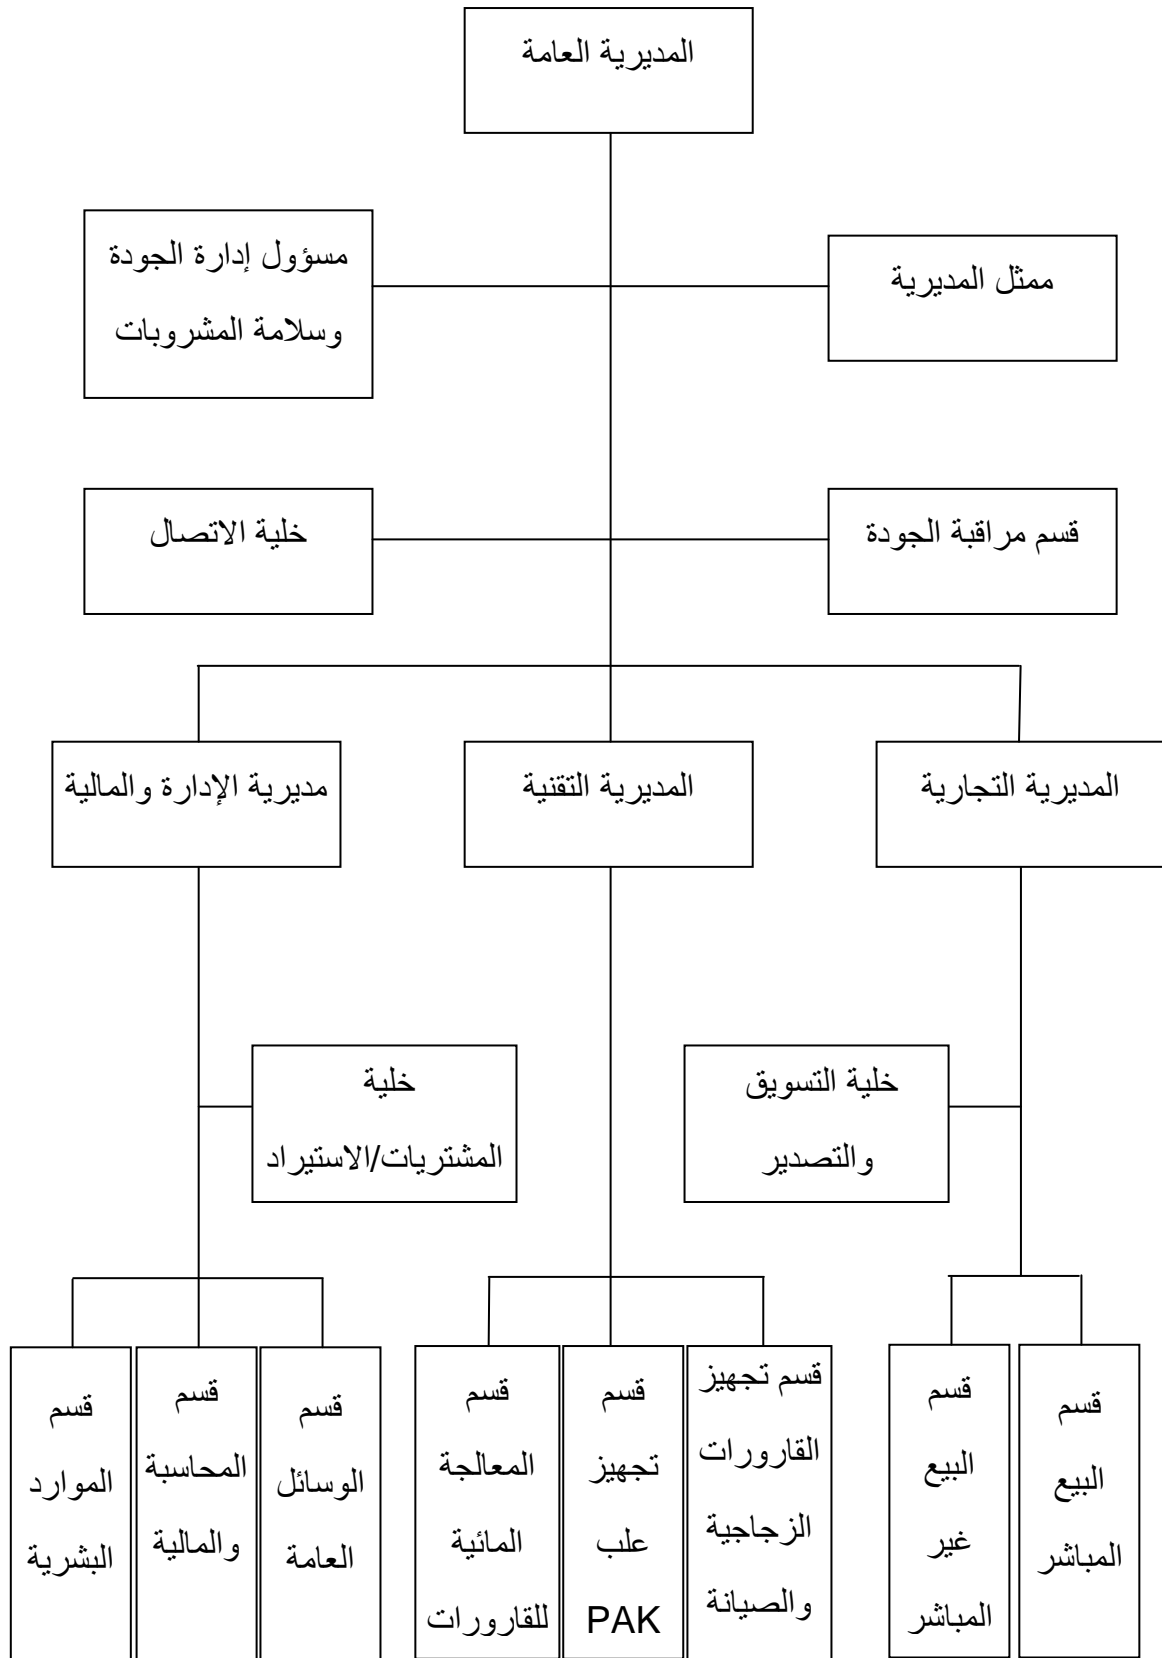 المديرية العامة
ممثل المديرية
مسؤول إدارة الجودة
وسلامة المشروبات
قسم مراقبة الجودة
خلية الاتصال
المديرية التجارية
المديرية التقنية
مديرية الإدارة والمالية
خلية التسويق
والتصدير
خلية
المشتريات/الاستيراد
قسم
البيع
المباشر
قسم
البيع
غير
المباشر
قسم تجهيز
القارورات
الزجاجية
والصيانة
قسم
تجهيز
علب
PAK
قسم
المعالجة
المائية
للقارورات
قسم
الوسائل
العامة
قسم
المحاسبة
والمالية
قسم
الموارد
البشرية